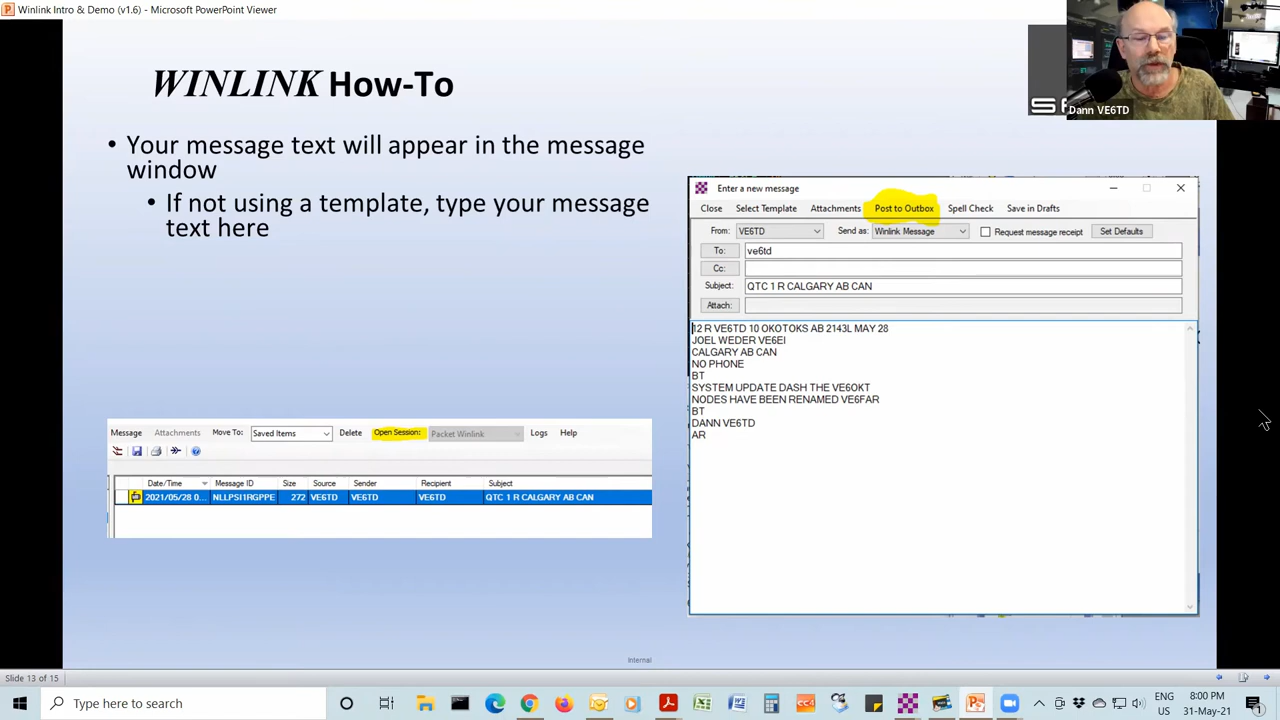 Winlink Intro & Demo (v1.6) - Microsoft PowerPoint Viewer
Dann VE6TD
WINLINK How-To
• Your message text will appear in the message
window
• If not using a template, type your message
text here
Message Attachments Move To: Saved Items Delete Open Session: Packet Winlink Logs Help
Date/Time Message ID Size Source Sender Recipient Subject
2021/05/28 0... NLLPSI1RGPPE 272 VE6TD VE6TD VE6TD QTC 1 R CALGARY AB CAN
Enter a new message
Close Select Template Attachments Post to Outbox Spell Check Save in Drafts
From: VE6TD Send as: Winlink Message Request message receipt Set Defaults
To: ve6td
Cc:
Subject: QTC 1 R CALGARY AB CAN
Attach:
12 R VE6TD 10 OKOTOKS AB 2143L MAY 28
JOEL WEDER VE6EI
CALGARY AB CAN
NO PHONE
BT
SYSTEM UPDATE DASH THE VE6OKT
NODES HAVE BEEN RENAMED VE6FAR
BT
DANN VE6TD
AR
Internal
Slide 13 of 15
Type here to search
ENG
US
8:00 PM
31-May-21